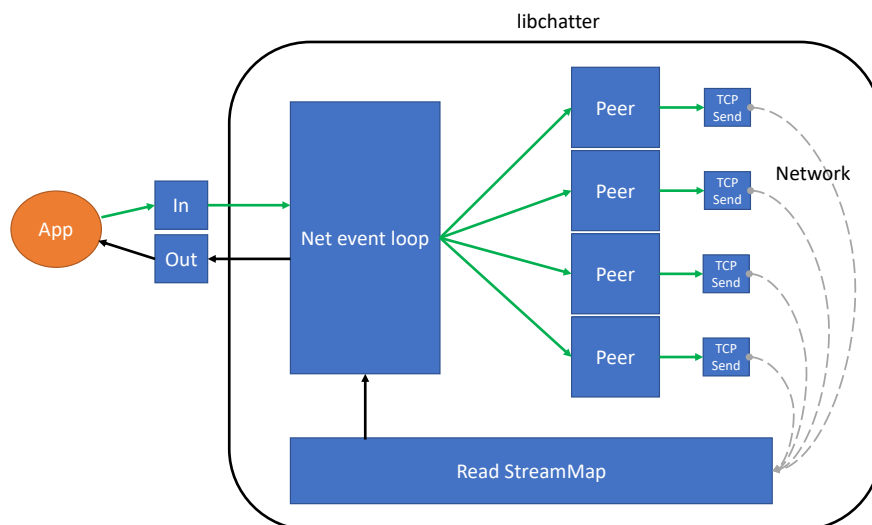 libchatter
Peer
TCP
Send
Network
In
App
Peer
TCP
Send
Net event loop
Out
Peer
TCP
Send
Peer
TCP
Send
Read StreamMap